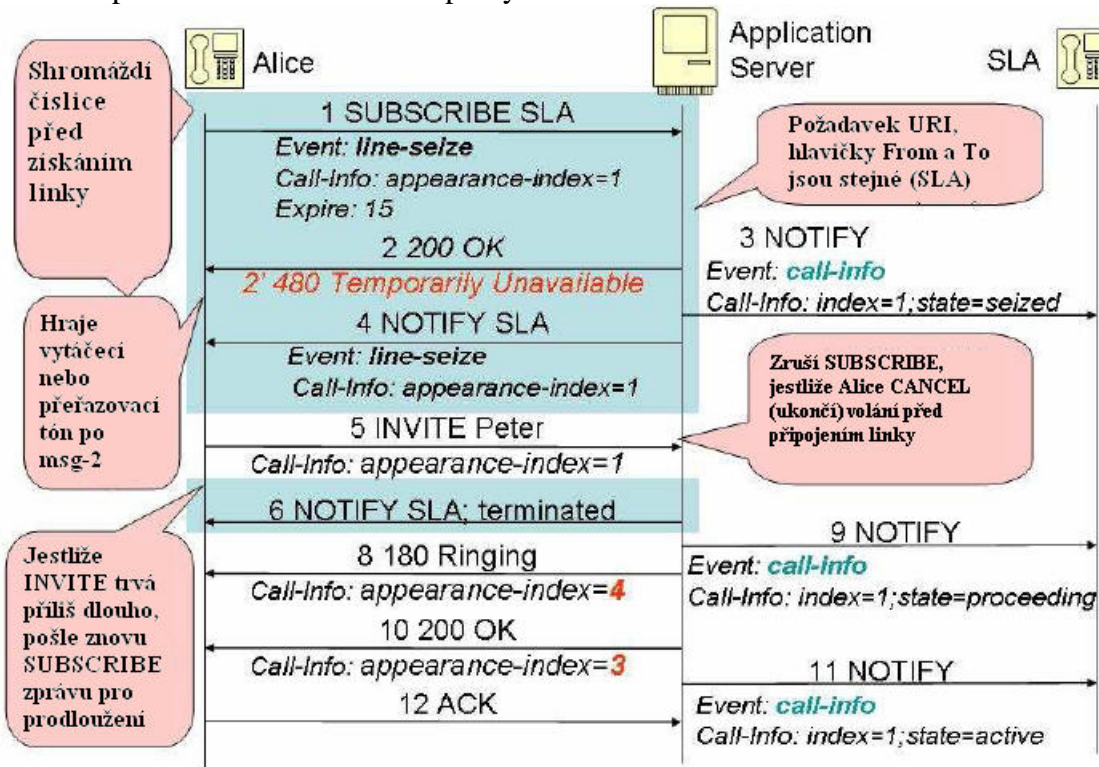 Alice
Application
Server
SLA
Shromáždí
číslice
před
získáním
linky
1 SUBSCRIBE SLA
Event: line-seize
Call-Info: appearance-index=1
Expire: 15
Požadavek URI,
hlavičky From a To
jsou stejné (SLA)
2 200 OK
2' 480 Temporarily Unavailable
3 NOTIFY
Event: call-info
Call-Info: index=1;state=seized
4 NOTIFY SLA
Event: line-seize
Call-Info: appearance-index=1
Hraje
vytáčecí
nebo
přeřazovací
tón po
msg-2
Zruší SUBSCRIBE,
jestliže Alice CANCEL
(ukončí) volání před
připojením linky
5 INVITE Peter
Call-Info: appearance-index=1
6 NOTIFY SLA; terminated
Jestliže
INVITE trvá
příliš dlouho,
pošle znovu
SUBSCRIBE
zprávu pro
prodloužení
8 180 Ringing
Call-Info: appearance-index=4
9 NOTIFY
Event: call-info
Call-Info: index=1;state=proceeding
10 200 OK
Call-Info: appearance-index=3
11 NOTIFY
Event: call-info
Call-Info: index=1;state=active
12 ACK